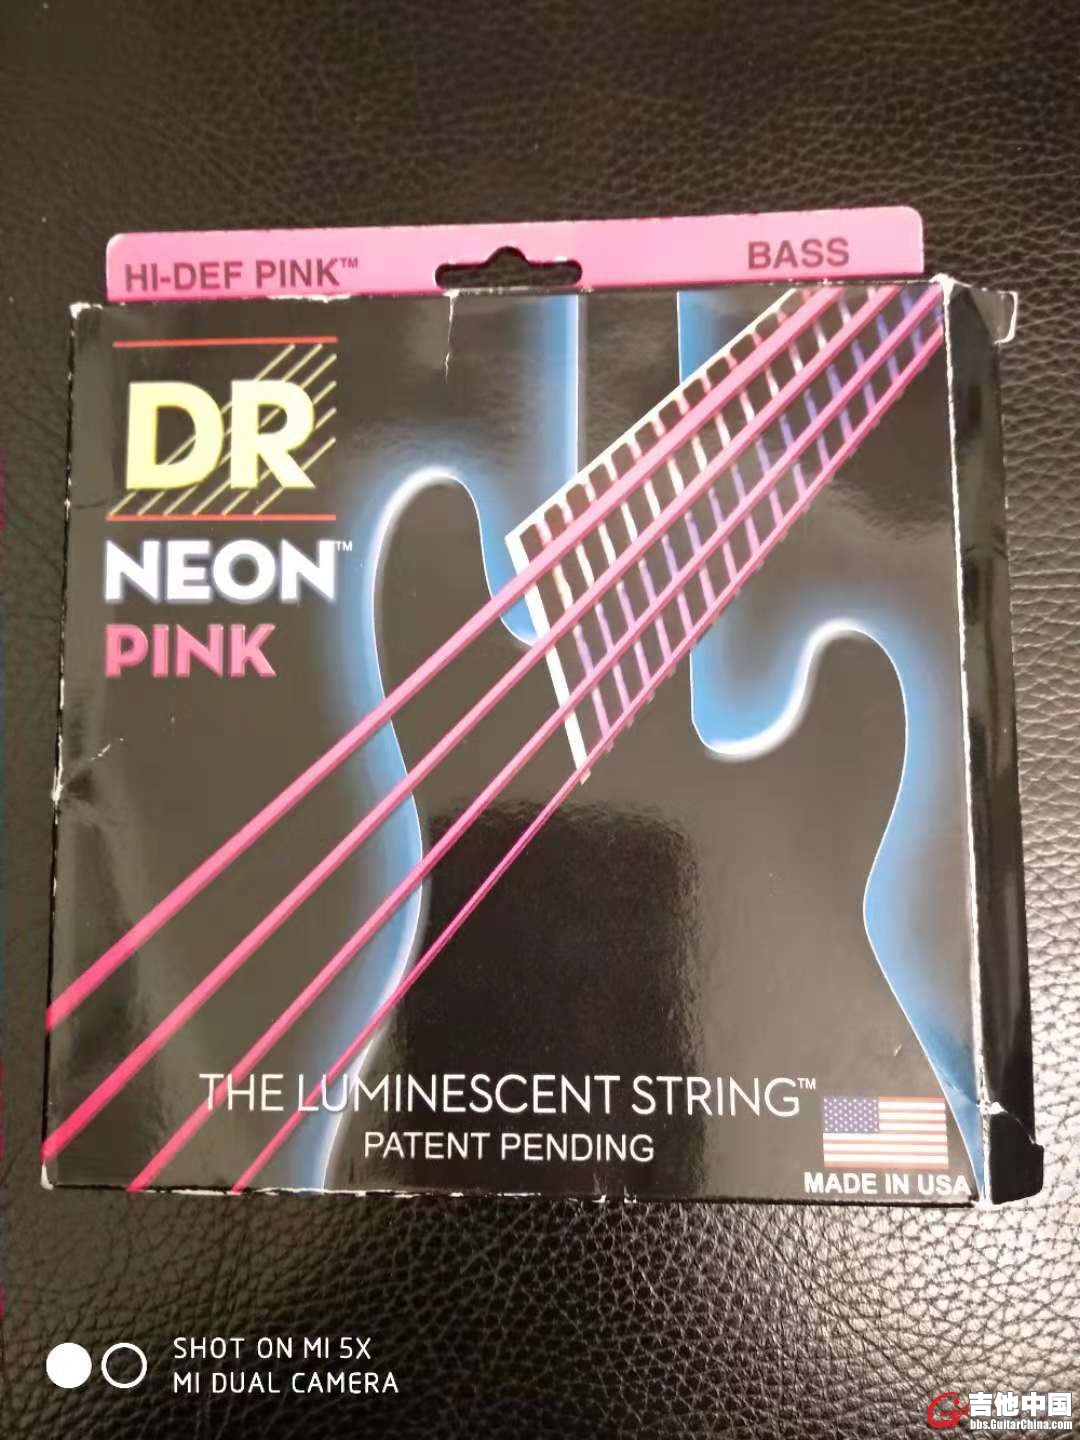 HI-DEF PINK™
BASS
DR
NEON™
PINK
THE LUMINESCENT STRING™
PATENT PENDING
MADE IN USA
SHOT ON MI 5X
MI DUAL CAMERA
吉他中国
bbs.GuitarChina.com